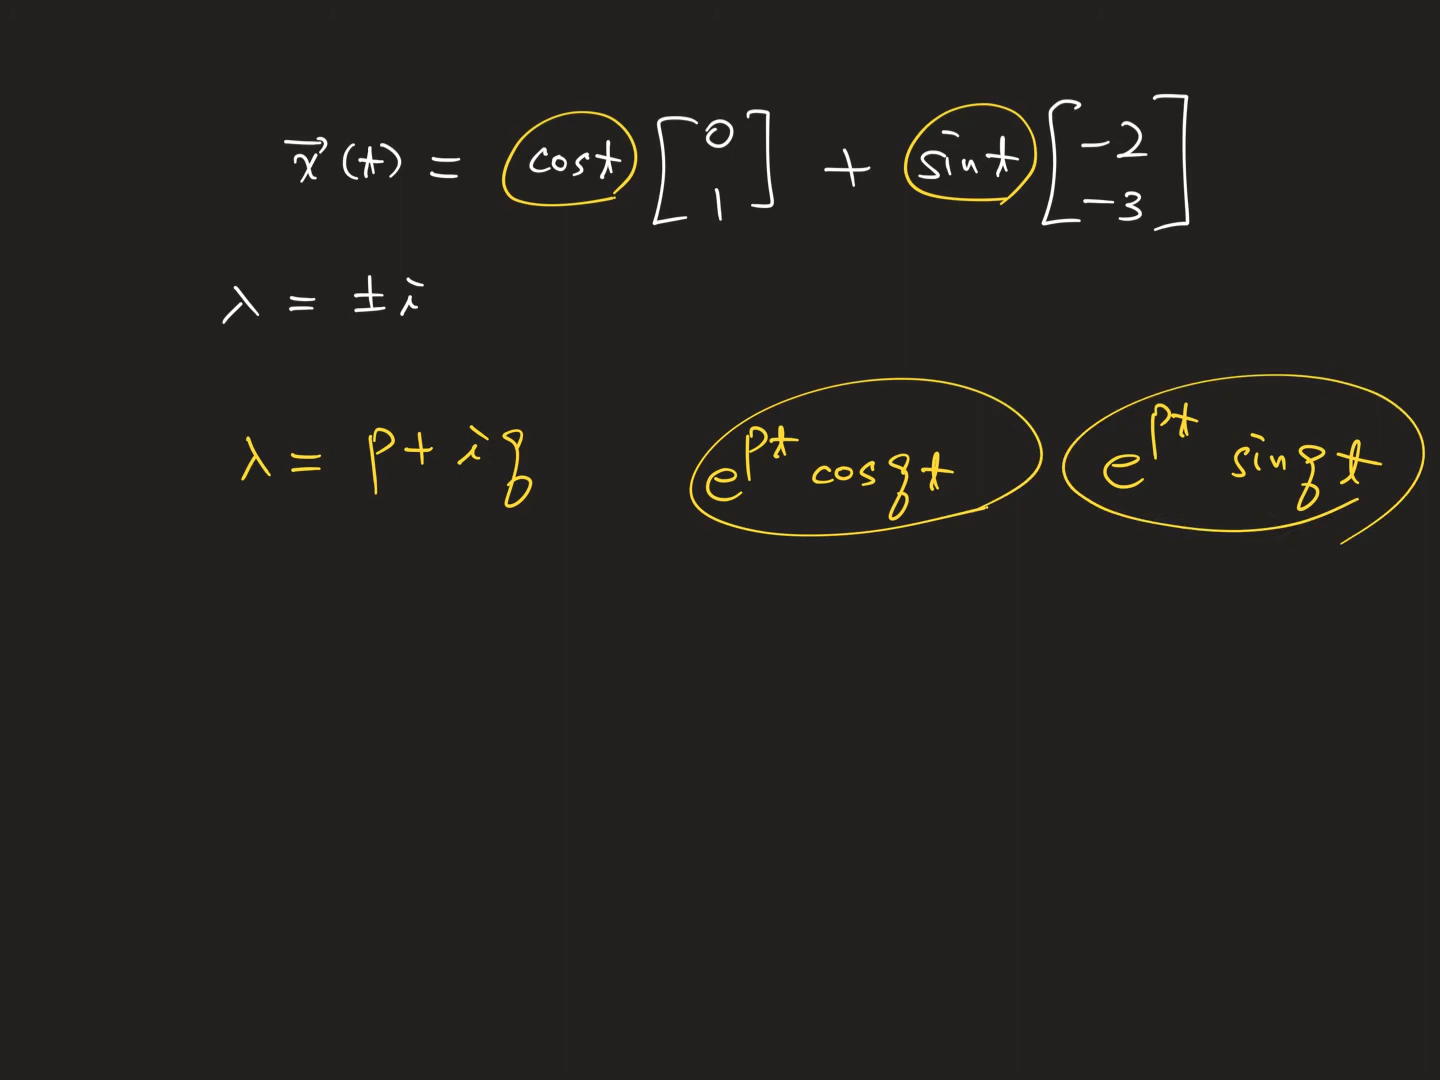 x⃗(t) = cost [0 1] + sint [-2 -3]
λ = ±i
λ = p + iq e^{pt} cosqt e^{pt} sinqt